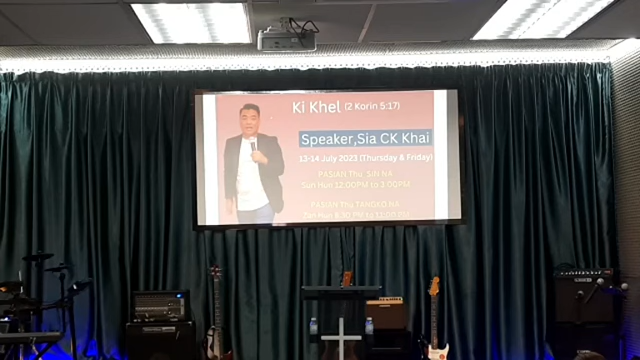 Ki Khel (2 Korin 5:17)
Speaker,Sia CK Khai
13-14 July 2023 (Thursday & Friday)
PASIAN Thu SIN NA
Sun Hun 12:00PM to 3:00PM
PASIAN Thu TANGKO NA